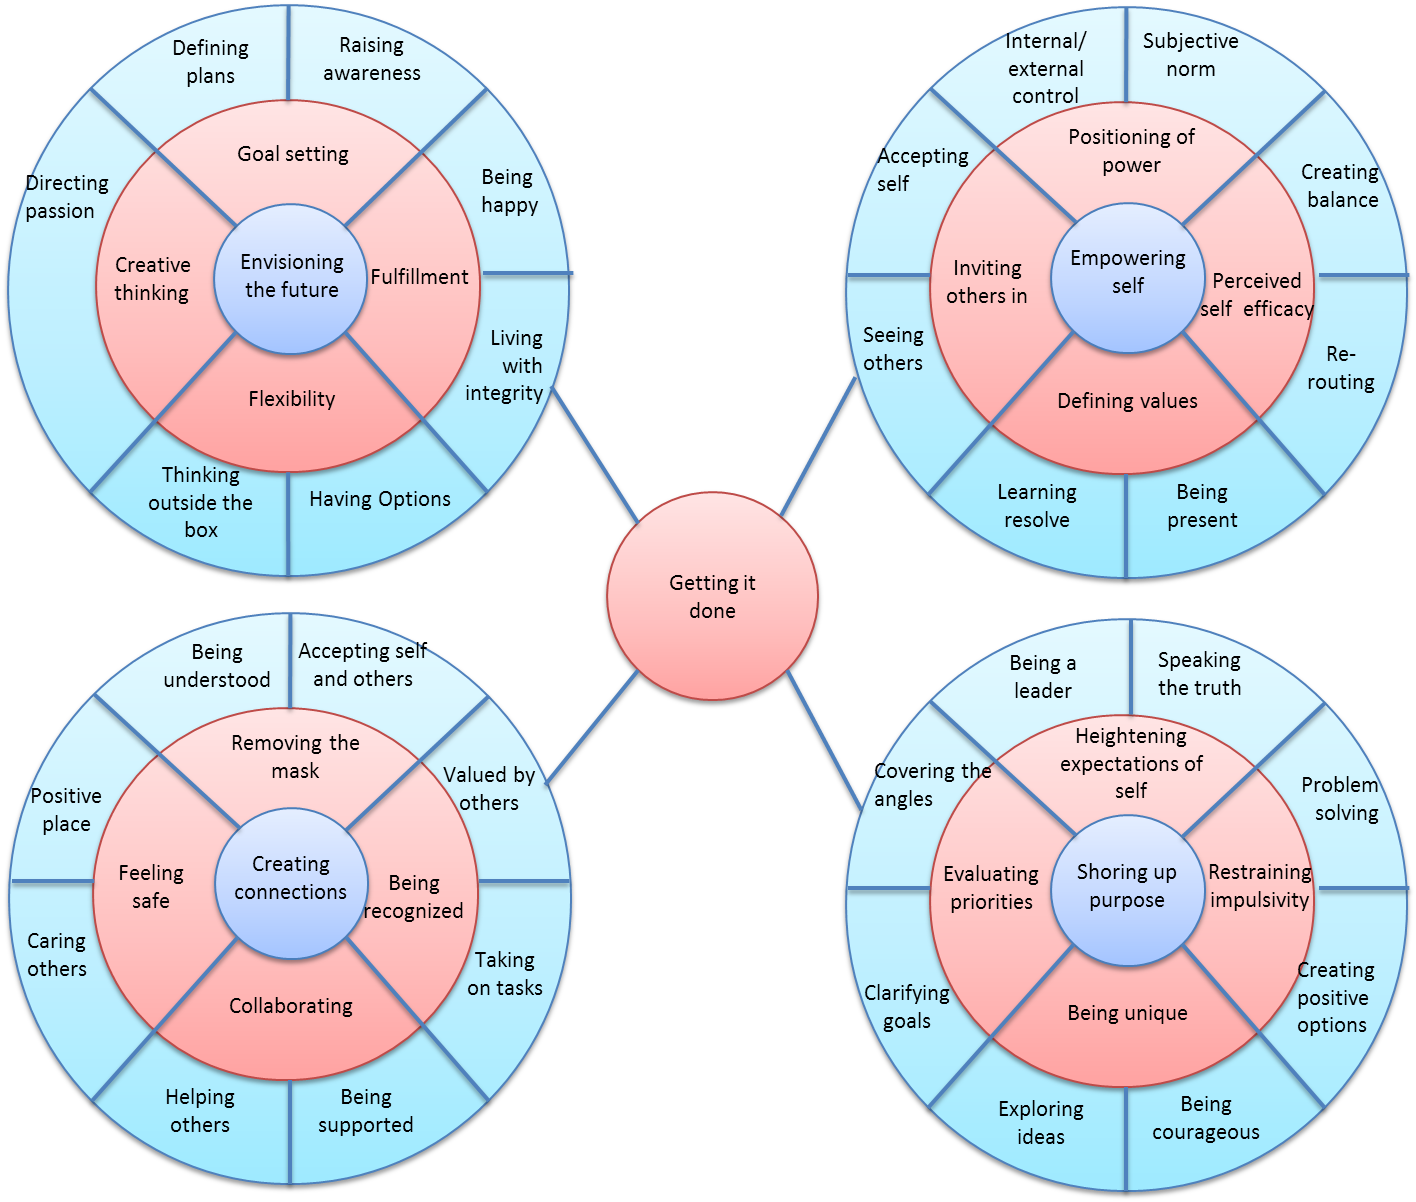 Defining
plans
Raising
awareness
Directing
passion
Goal setting
Being
happy
Creative
thinking
Envisioning
the future
Fulfillment
Living
with
integrity
Flexibility
Thinking
outside the
box
Having Options
Internal/
external
control
Subjective
norm
Accepting
self
Positioning of
power
Creating
balance
Inviting
others in
Empowering
self
Perceived
self efficacy
Seeing
others
Re-
routing
Defining values
Learning
resolve
Being
present
Getting it
done
Being
understood
Accepting self
and others
Positive
place
Removing the
mask
Valued by
others
Feeling
safe
Creating
connections
Being
recognized
Caring
others
Taking
on tasks
Collaborating
Helping
others
Being
supported
Being a
leader
Speaking
the truth
Covering the
angles
Heightening
expectations of
self
Problem
solving
Evaluating
priorities
Shoring up
purpose
Restraining
impulsivity
Clarifying
goals
Creating
positive
options
Being unique
Exploring
ideas
Being
courageous